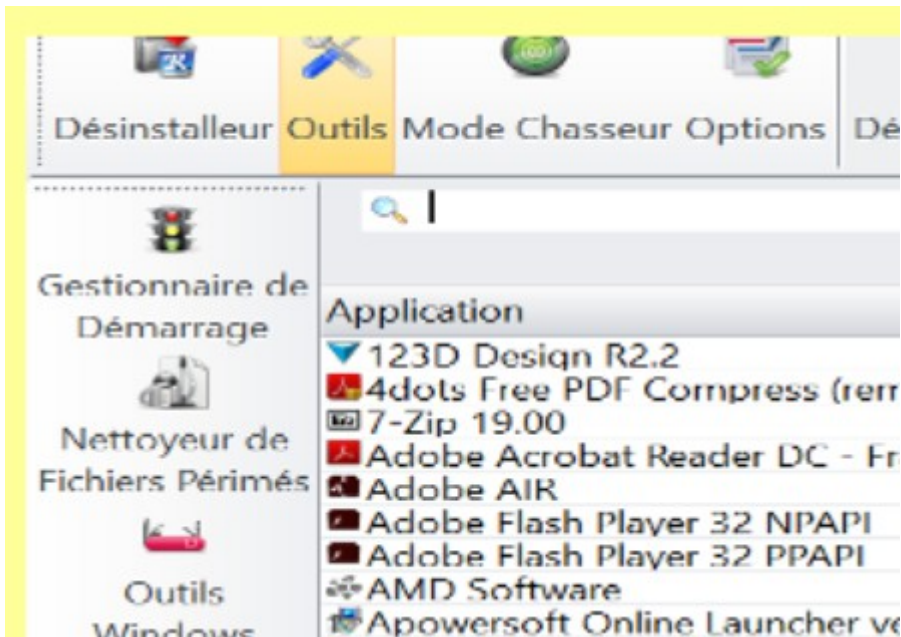 Désinstalleur Outils Mode Chasseur Options
Gestionnaire de
Démarrage
Nettoyeur de
Fichiers Périmés
Outils
Windows
Application
123D Design R2.2
4dots Free PDF Compress
7-Zip 19.00
Adobe Acrobat Reader DC -
Adobe AIR
Adobe Flash Player 32 NPAPI
Adobe Flash Player 32 PPAPI
AMD Software
Apowersoft Online Launcher